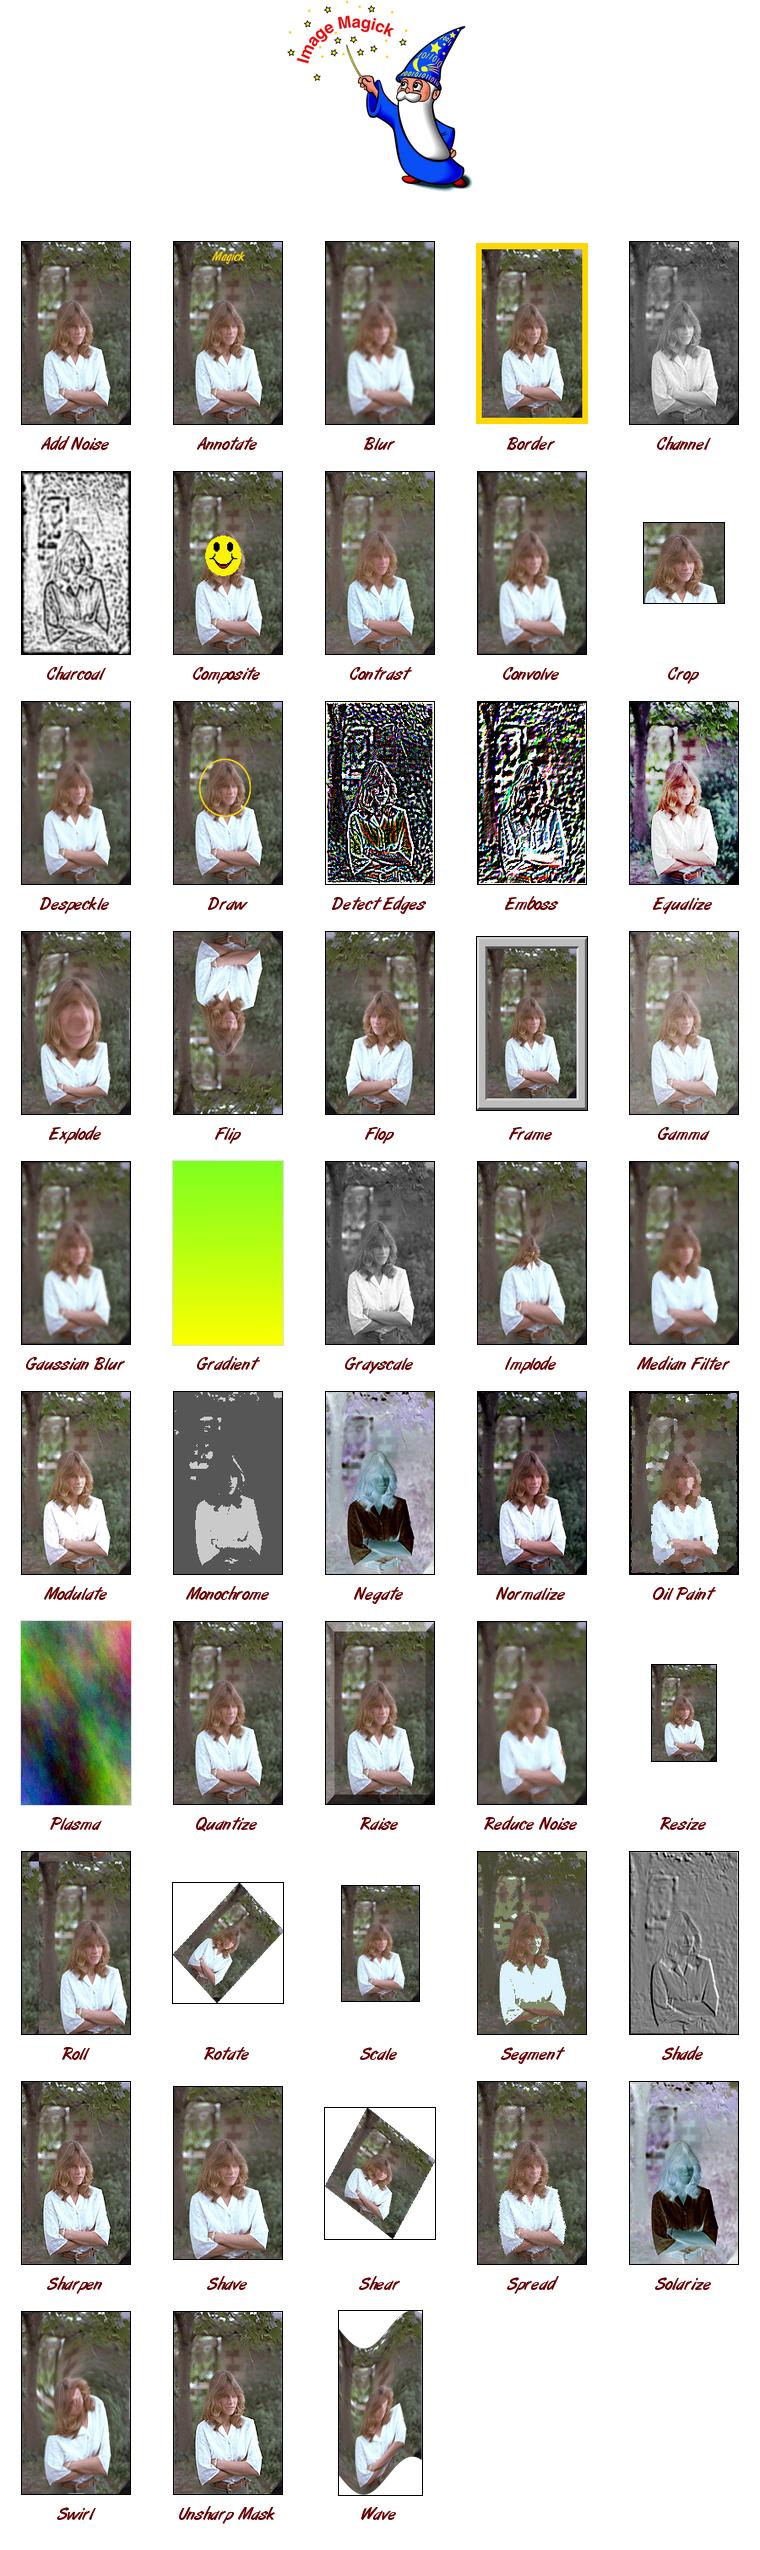 Image Magick
Magick
Add Noise
Annotate
Blur
Border
Channel
Charcoal
Composite
Contrast
Convolve
Crop
Despeckle
Draw
Detect Edges
Emboss
Equalize
Explode
Flip
Flop
Frame
Gamma
Gaussian Blur
Gradient
Grayscale
Implode
Median Filter
Modulate
Monochrome
Negate
Normalize
Oil Paint
Plasma
Quantize
Raise
Reduce Noise
Resize
Roll
Rotate
Scale
Segment
Shade
Sharpen
Shave
Shear
Spread
Solarize
Swirl
Unsharp Mask
Wave